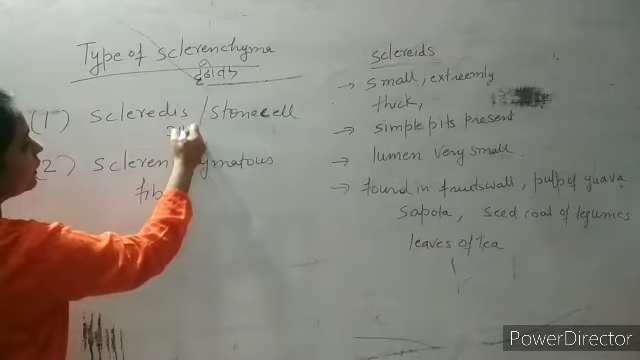 Type of Sclerenchyma
(1) Scleredis / Stonecell
(2) Scleren ymatous
fib
Sclereids
→ Small, extreemly
thick,
→ simple pits present
→ lumen very small.
→ found in fruitswall, pulp of guava
sapota, seed coat of legumes
leaves of tea
PowerDirector